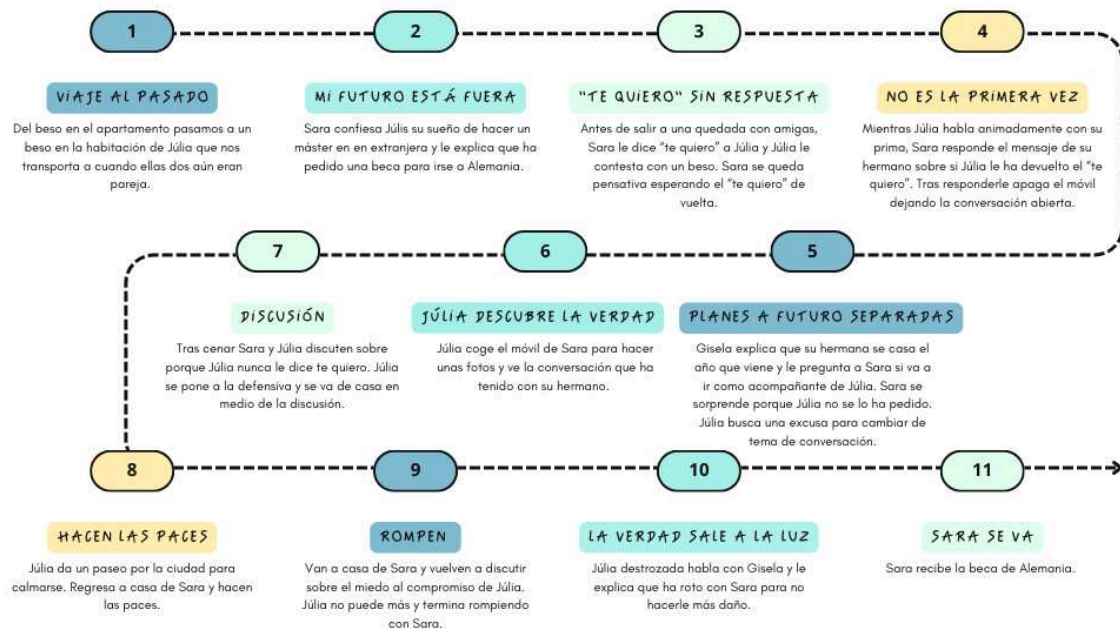 1
2
3
4
VIAJE AL PASADO
Del beso en el apartamento pasamos a un
beso en la habitación de Júlia que nos
transporta a cuando ellas dos aún eran
pareja.
MI FUTURO ESTÁ FUERA
Sara confiesa Júlis su sueño de hacer un
máster en en extranjera y le explica que ha
pedido una beca para irse a Alemania.
"TE QUIERO" SIN RESPUESTA
Antes de salir a una quedada con amigas,
Sara le dice "te quiero" a Júlia y Júlia le
contesta con un beso. Sara se queda
pensativa esperando el "te quiero" de
vuelta.
NO ES LA PRIMERA VEZ
Mientras Júlia habla animadamente con su
prima, Sara responde el mensaje de su
hermano sobre si Júlia le ha devuelto el "te
quiero". Tras responderle apaga el móvil
dejando la conversación abierta.
5
PLANES A FUTURO SEPARADAS
Gisela explica que su hermana se casa el
año que viene y le pregunta a Sara si va a
ir como acompañante de Júlia. Sara se
sorprende porque Júlia no se lo ha pedido.
Júlia busca una excusa para cambiar de
tema de conversación.
6
JÚLIA DESCUBRE LA VERDAD
Júlia coge el móvil de Sara para hacer
unas fotos y ve la conversación que ha
tenido con su hermano.
7
DISCUSIÓN
Tras cenar Sara y Júlia discuten sobre
porque Júlia nunca le dice te quiero. Júlia
se pone a la defensiva y se va de casa en
medio de la discusión.
8
9
10
11
HACEN LAS PACES
Júlia da un paseo por la ciudad para
calmarse. Regresa a casa de Sara y hacen
las paces.
ROMPEN
Van a casa de Sara y vuelven a discutir
sobre el miedo al compromiso de Júlia.
Júlia no puede más y termina rompiendo
con Sara.
LA VERDAD SALE A LA LUZ
Júlia destrozada habla con Gisela y le
explica que ha roto con Sara para no
hacerle más daño.
SARA SE VA
Sara recibe la beca de Alemania.